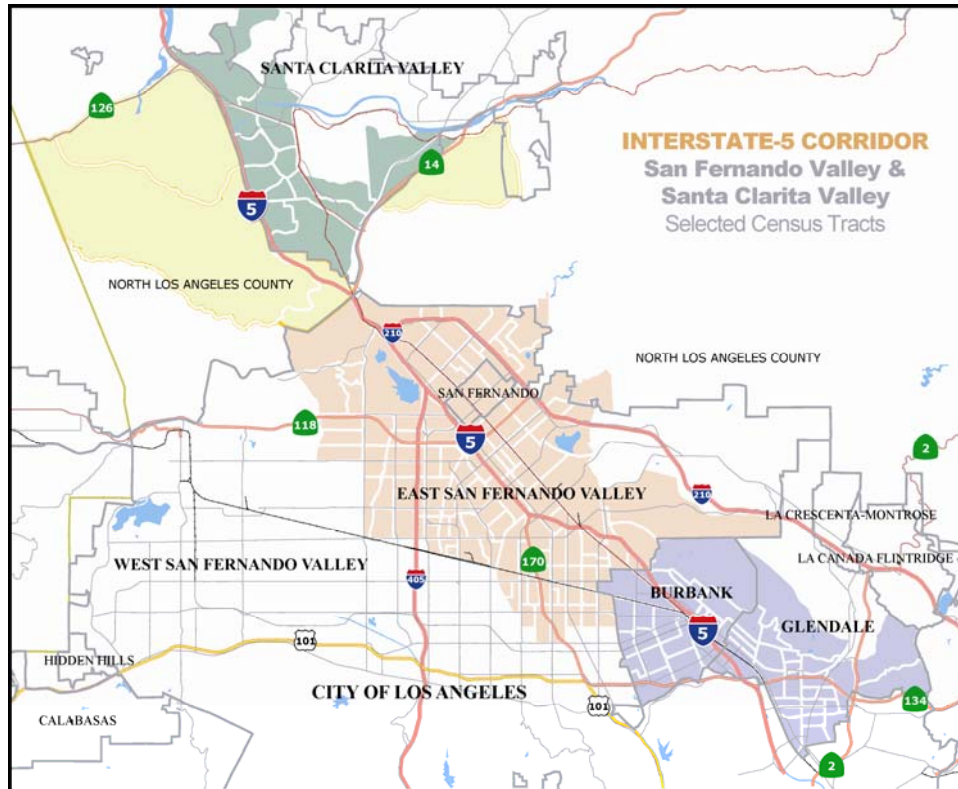 SANTA CLARITA VALLEY
126
14
INTERSTATE-5 CORRIDOR
San Fernando Valley &
Santa Clarita Valley
Selected Census Tracts
5
NORTH LOS ANGELES COUNTY
210
NORTH LOS ANGELES COUNTY
SAN FERNANDO
118
5
2
EAST SAN FERNANDO VALLEY
210
LA CRESCENTA-MONTROSE
WEST SAN FERNANDO VALLEY
170
LA CANADA FLINTRIDGE
405
BURBANK
5
GLENDALE
101
HIDDEN HILLS
CITY OF LOS ANGELES
134
101
CALABASAS
2